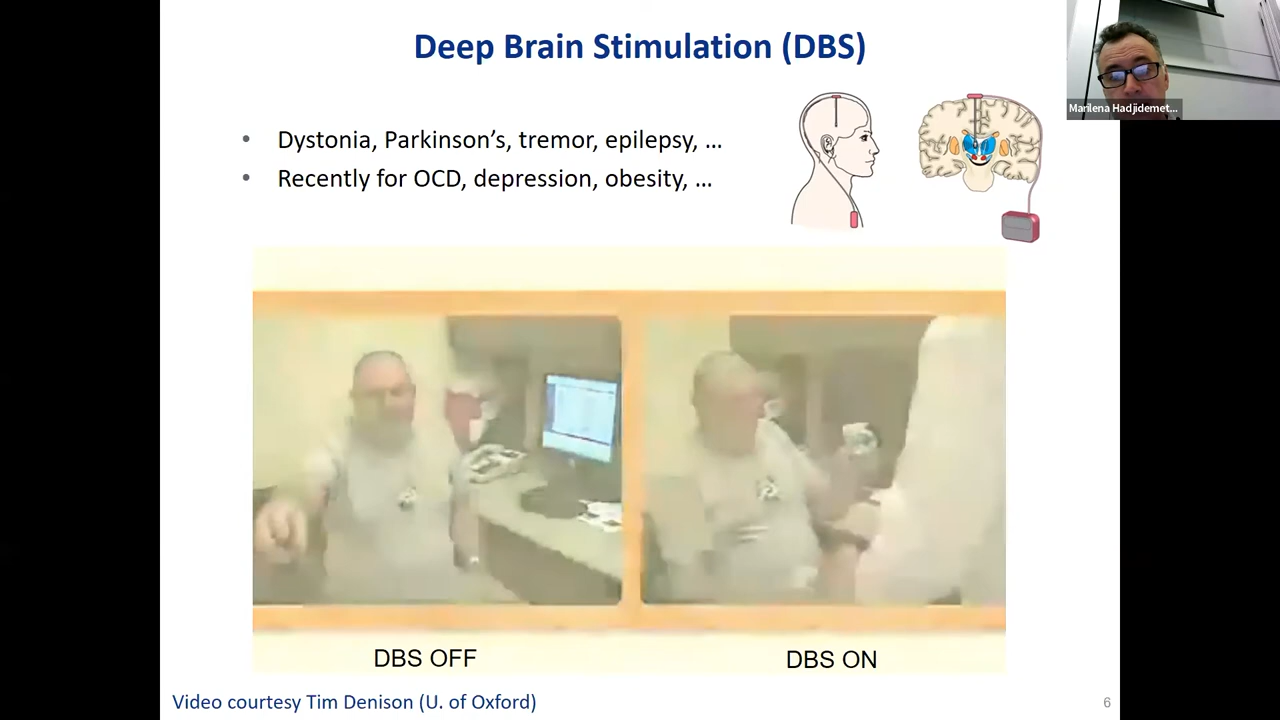 Deep Brain Stimulation (DBS)
Marilena Hadjidemet...
• Dystonia, Parkinson’s, tremor, epilepsy, ...
• Recently for OCD, depression, obesity, ...
DBS OFF
DBS ON
Video courtesy Tim Denison (U. of Oxford)
6